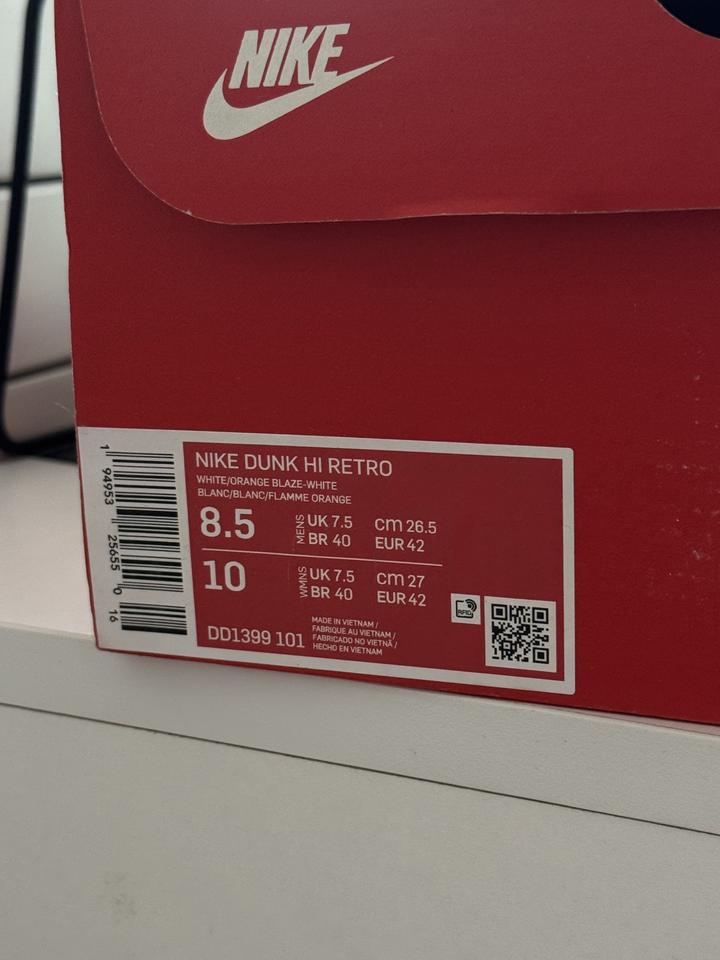 NIKE
NIKE DUNK HI RETRO
WHITE/ORANGE BLAZE-WHITE
BLANC/BLANC/FLAMME ORANGE
8.5 MENS UK 7.5 cm 26.5
BR 40 EUR 42
10 WMNS UK 7.5 cm 27
BR 40 EUR 42
DD1399 101
MADE IN VIETNAM /
FABRIQUE AU VIETNAM /
FABRICADO NO VIETNÃ /
HECHO EN VIETNAM
RFID
1 94953 25655 0 16